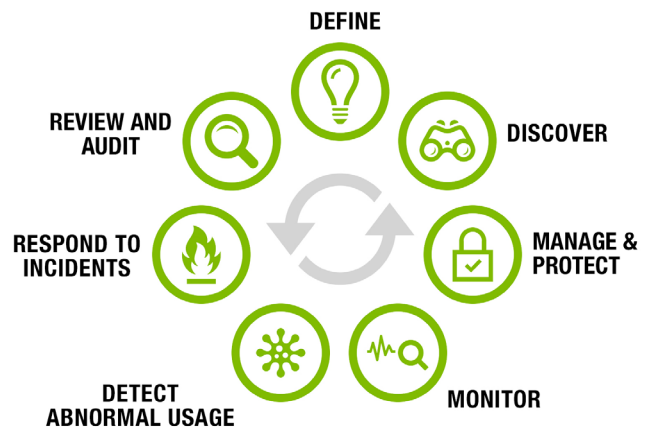 DEFINE
DISCOVER
MANAGE &
PROTECT
MONITOR
DETECT
ABNORMAL USAGE
RESPOND TO
INCIDENTS
REVIEW AND
AUDIT